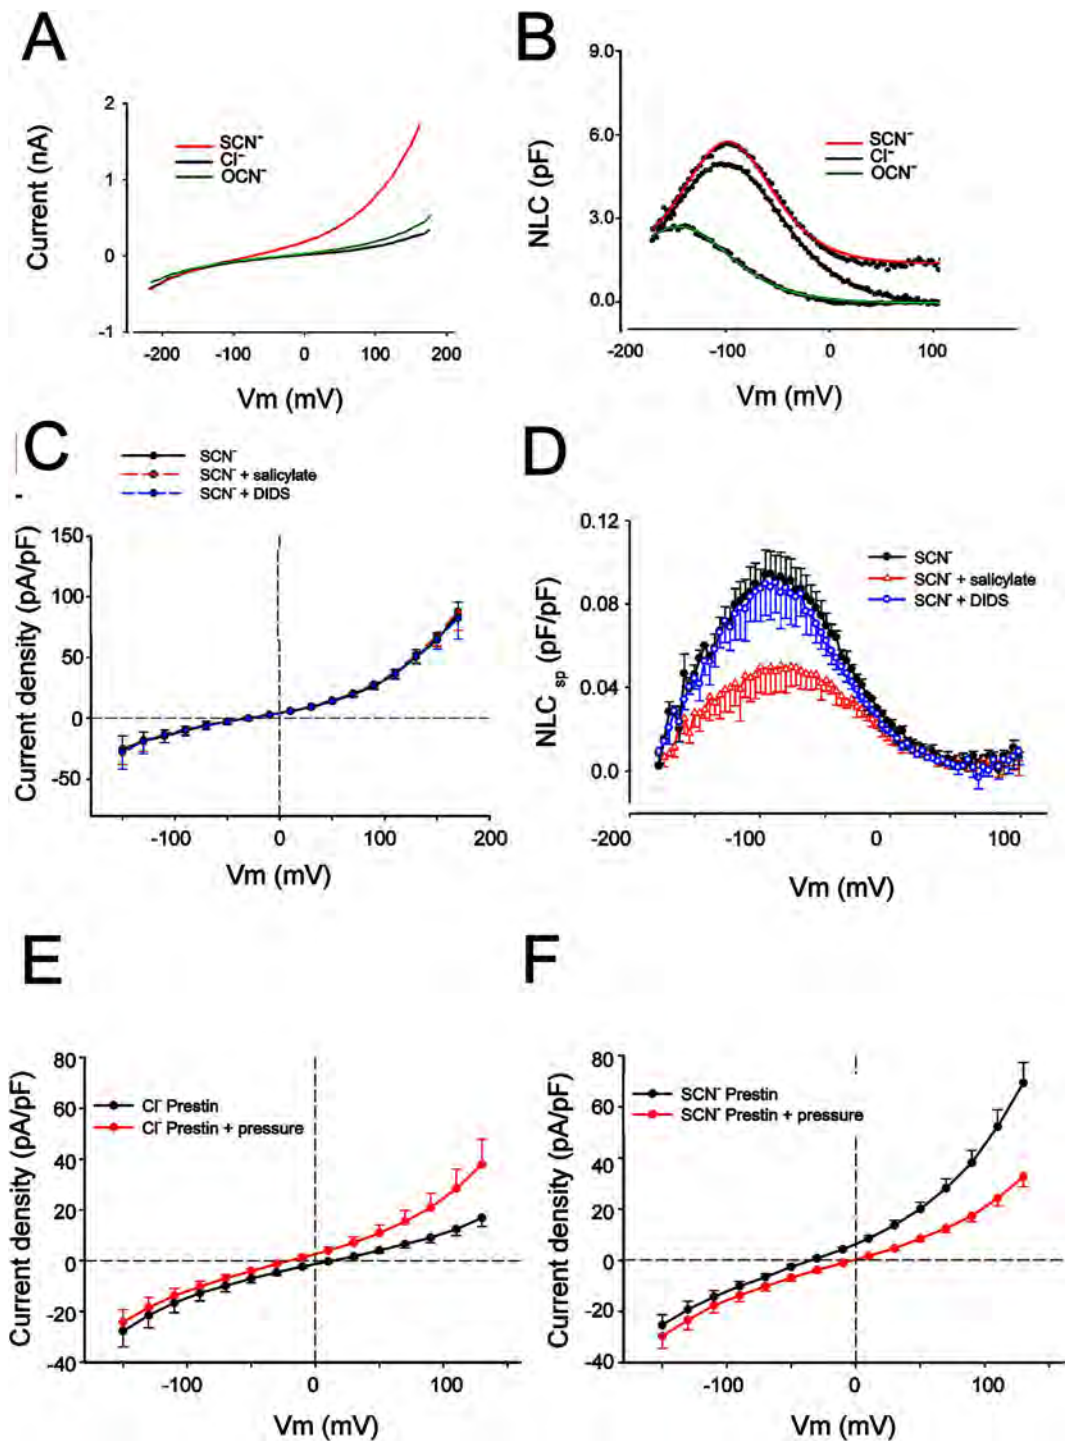 A
Current (nA)
2
1
0
-1
SCN⁻
Cl⁻
OCN⁻
-200 -100 0 100 200
Vm (mV)
B
NLC (pF)
9.0
6.0
3.0
0.0
SCN⁻
Cl⁻
OCN⁻
-200 -100 0 100
Vm (mV)
C
SCN⁻
SCN⁻ + salicylate
SCN⁻ + DIDS
Current density (pA/pF)
150
100
50
0
-50
-100 0 100 200
Vm (mV)
D
NLC sp (pF/pF)
0.12
0.08
0.04
0.0
SCN⁻
SCN⁻ + salicylate
SCN⁻ + DIDS
-200 -100 0 100
Vm (mV)
E
Current density (pA/pF)
80
60
40
20
0
-20
-40
Cl⁻ Prestin
Cl⁻ Prestin + pressure
-100 0 100
Vm (mV)
F
Current density (pA/pF)
80
60
40
20
0
-20
-40
SCN⁻ Prestin
SCN⁻ Prestin + pressure
-100 0 100
Vm (mV)